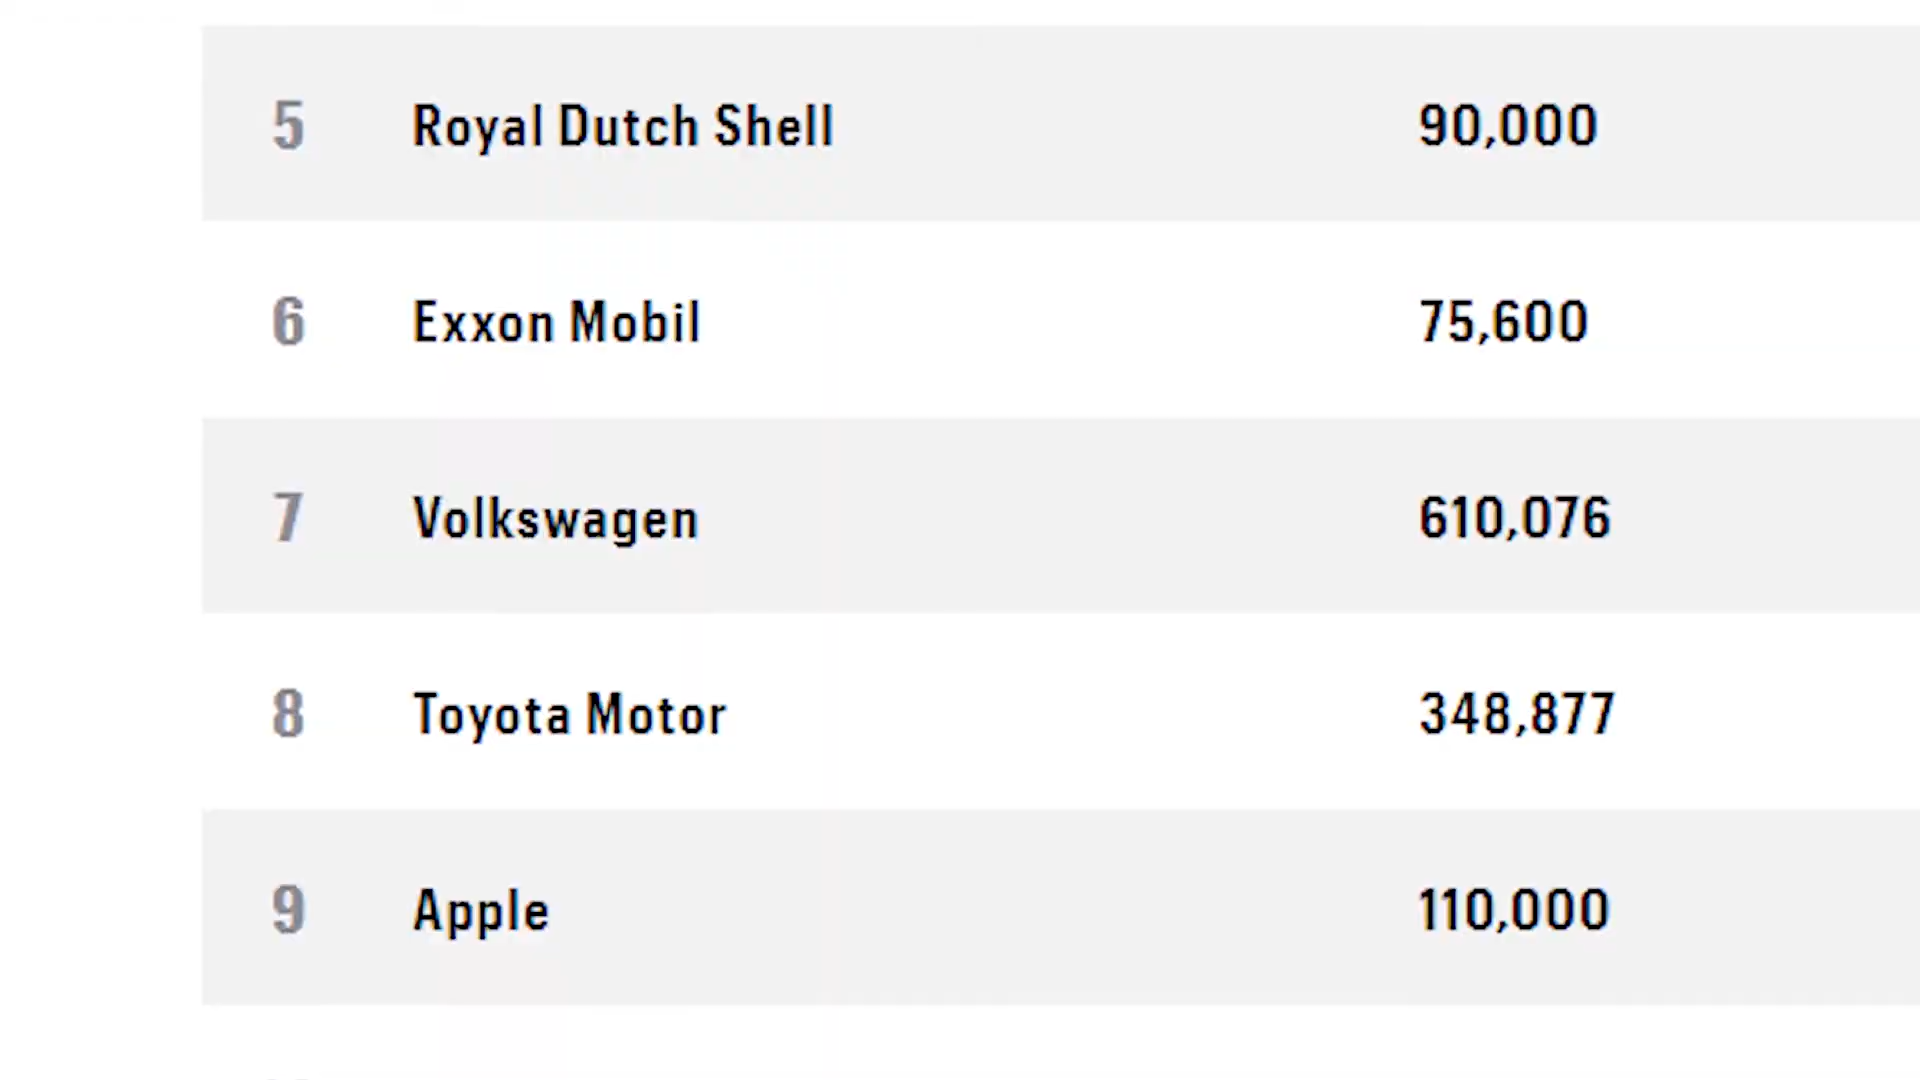 5 Royal Dutch Shell 90,000
6 Exxon Mobil 75,600
7 Volkswagen 610,076
8 Toyota Motor 348,877
9 Apple 110,000